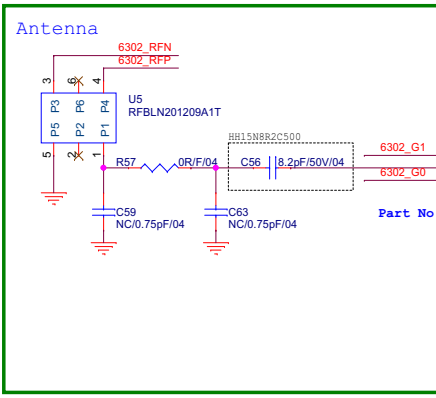 Antenna
6302_RFN
6302_RFP
3
6
4
P3
P6
P4
U5
RFBLN201209A1T
P5
P2
P1
5
2
1
HH15N8R2C500
R57
0R/F/04
C56
8.2pF/50V/04
6302_G1
6302_G0
C59
NC/0.75pF/04
C63
NC/0.75pF/04
Part No